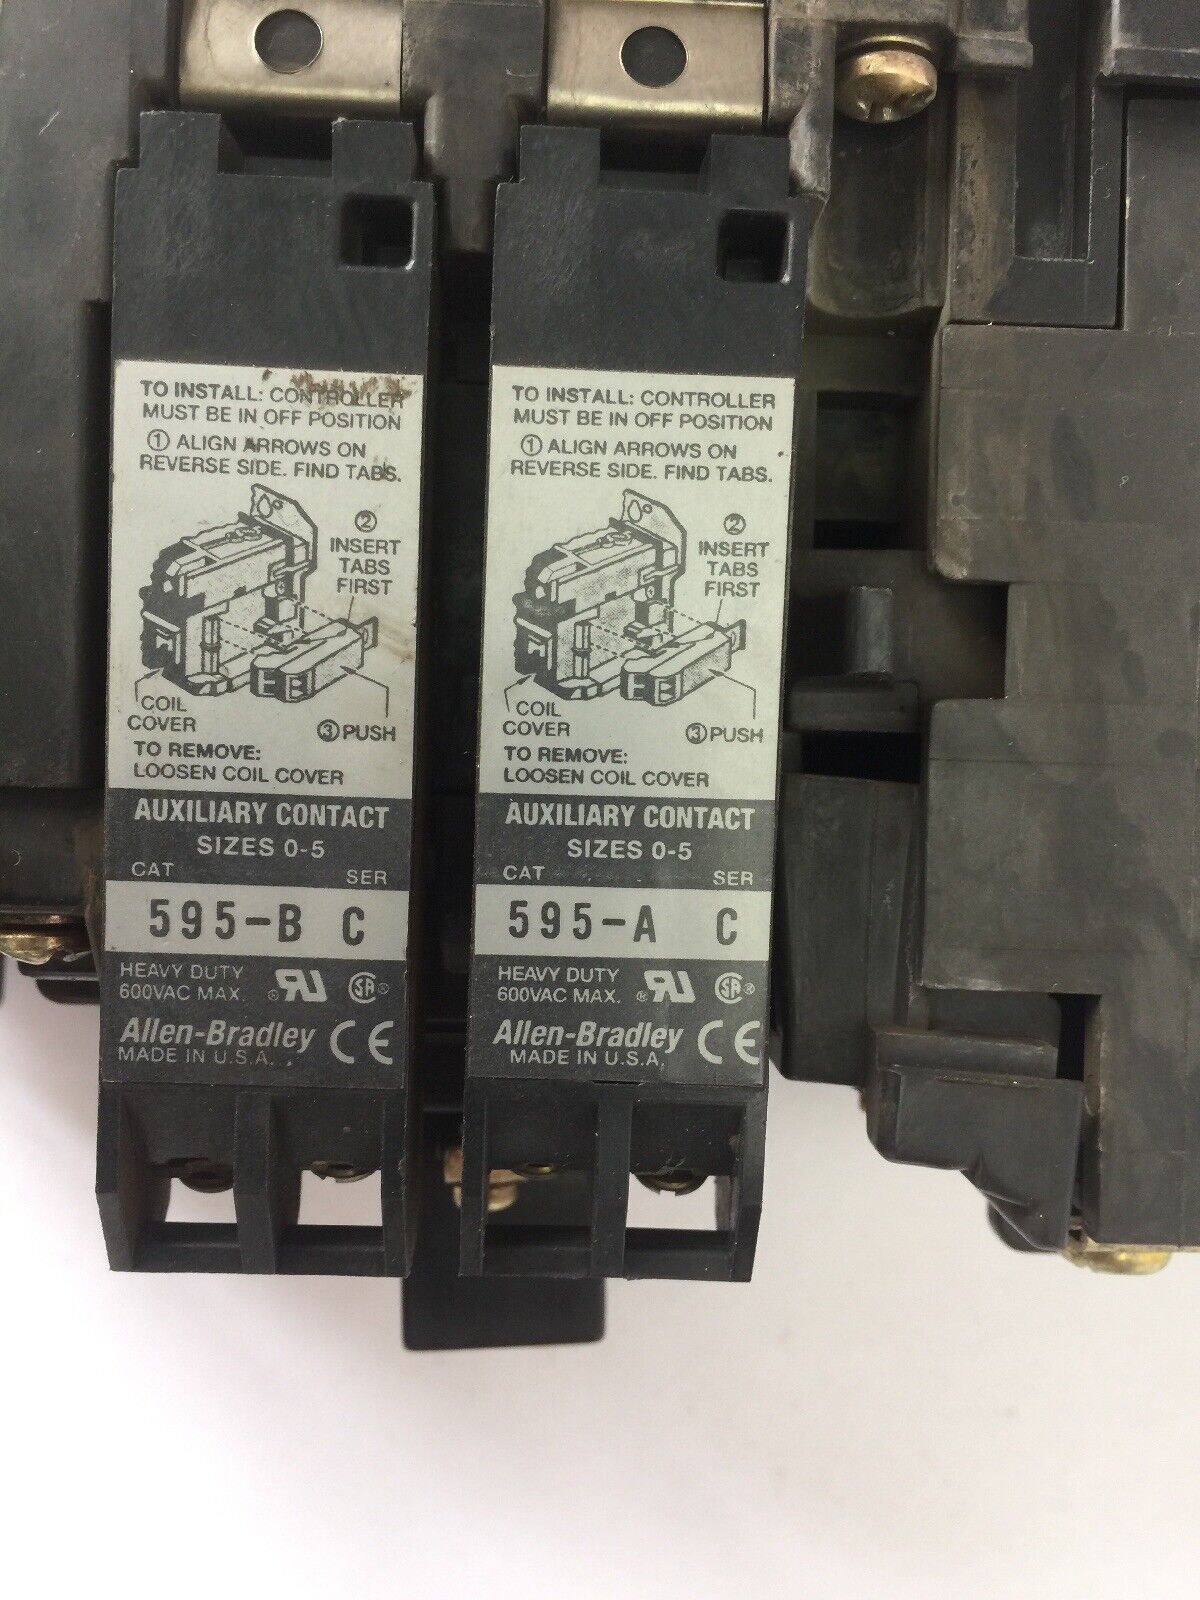 TO INSTALL: CONTROLLER
MUST BE IN OFF POSITION
① ALIGN ARROWS ON
REVERSE SIDE. FIND TABS.
②
INSERT
TABS
FIRST
COIL
COVER
③ PUSH
TO REMOVE:
LOOSEN COIL COVER
AUXILIARY CONTACT
SIZES 0-5
CAT SER
595-B C
HEAVY DUTY
600VAC MAX.
Allen-Bradley CE
MADE IN U.S.A.
TO INSTALL: CONTROLLER
MUST BE IN OFF POSITION
① ALIGN ARROWS ON
REVERSE SIDE. FIND TABS.
②
INSERT
TABS
FIRST
COIL
COVER
③ PUSH
TO REMOVE:
LOOSEN COIL COVER
AUXILIARY CONTACT
SIZES 0-5
CAT SER
595-A C
HEAVY DUTY
600VAC MAX.
Allen-Bradley CE
MADE IN U.S.A.